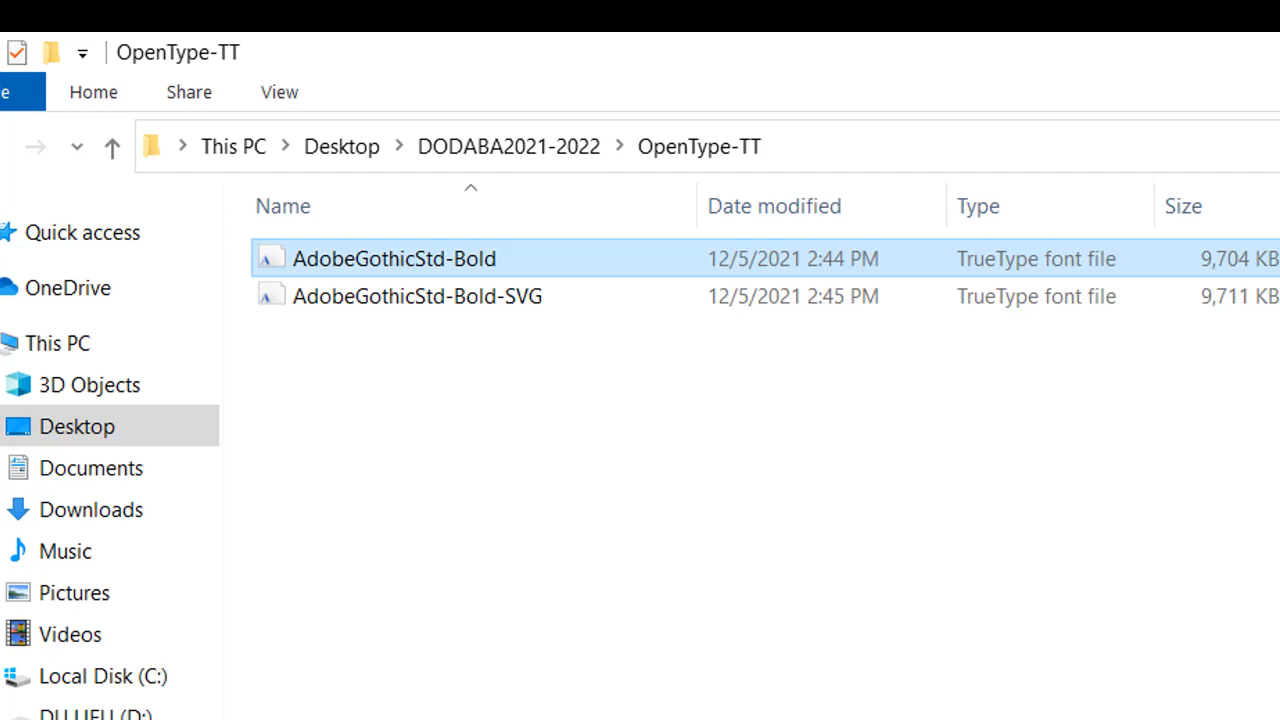 OpenType-TT
e Home Share View
This PC Desktop DODABA2021-2022 OpenType-TT
Name Date modified Type Size
AdobeGothicStd-Bold 12/5/2021 2:44 PM TrueType font file 9,704 KB
AdobeGothicStd-Bold-SVG 12/5/2021 2:45 PM TrueType font file 9,711 KB
Quick access
OneDrive
This PC
3D Objects
Desktop
Documents
Downloads
Music
Pictures
Videos
Local Disk (C:)
(D:)